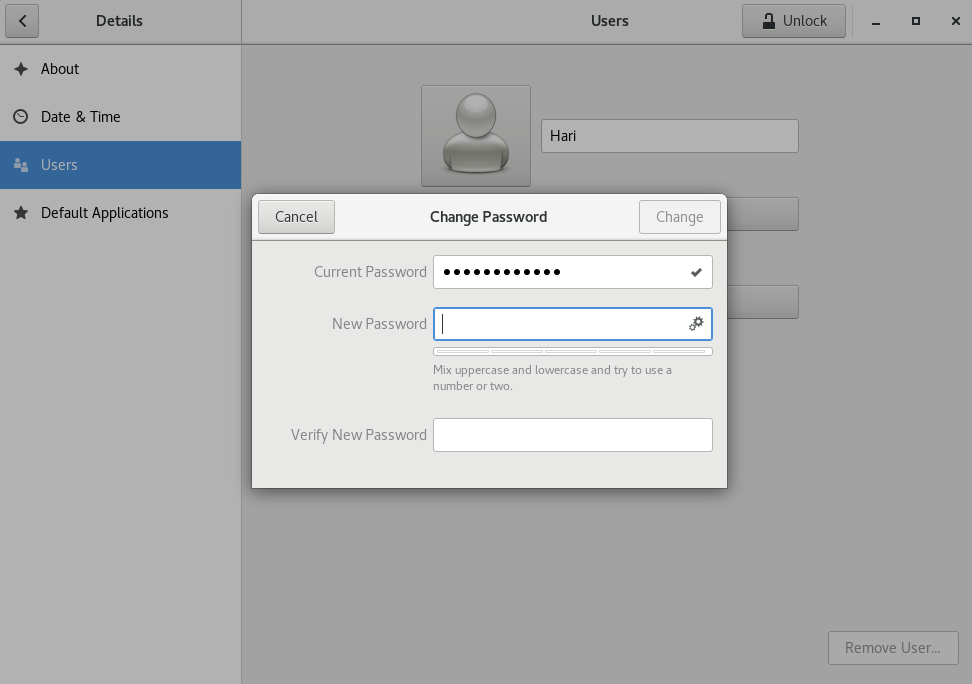 Details
Users
Unlock
About
Date & Time
Users
Default Applications
Hari
Cancel
Change Password
Change
Current Password
●●●●●●●●●●●●
New Password
Mix uppercase and lowercase and try to use a
number or two.
Verify New Password
Remove User...